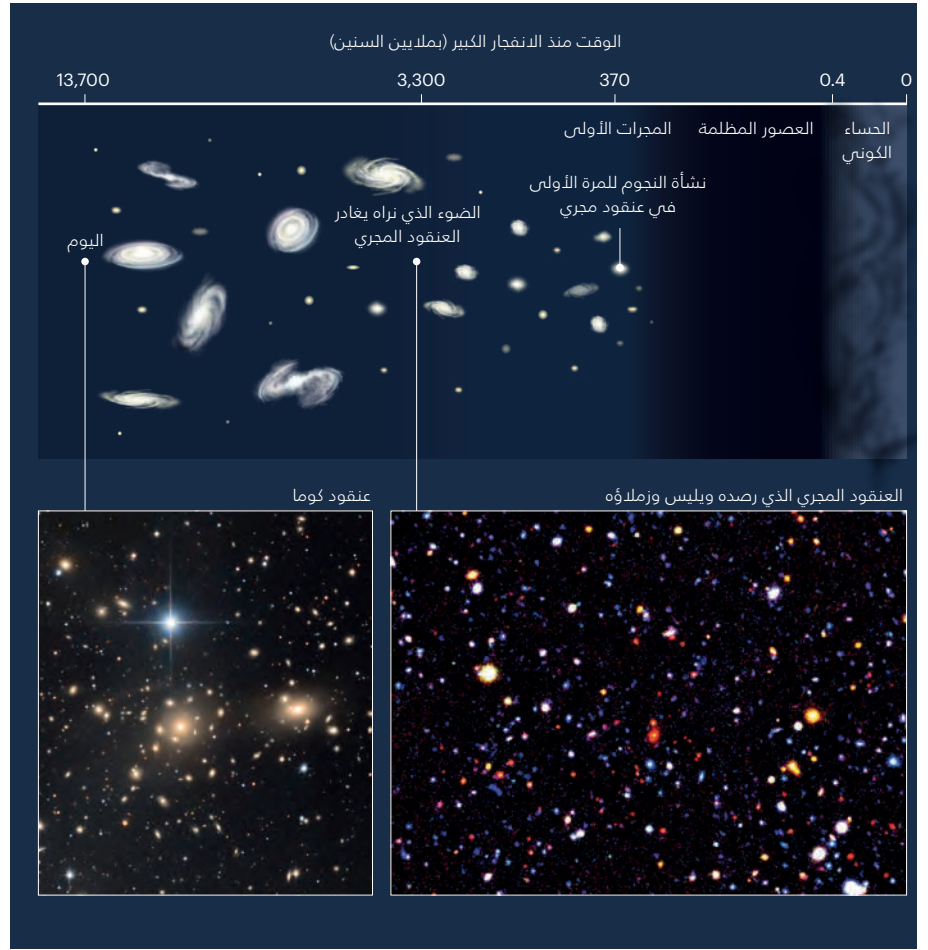 الوقت منذ الانفجار الكبير (بملايين السنين)
0
0.4
370
3,300
13,700
الحساء
الكوني
العصور المظلمة
المجرات الأولى
نشأة النجوم للمرة الأولى
في عنقود مجري
الضوء الذي نراه يغادر
العنقود المجري
اليوم
العنقود المجري الذي رصده ويليس وزملاؤه
عنقود كوما